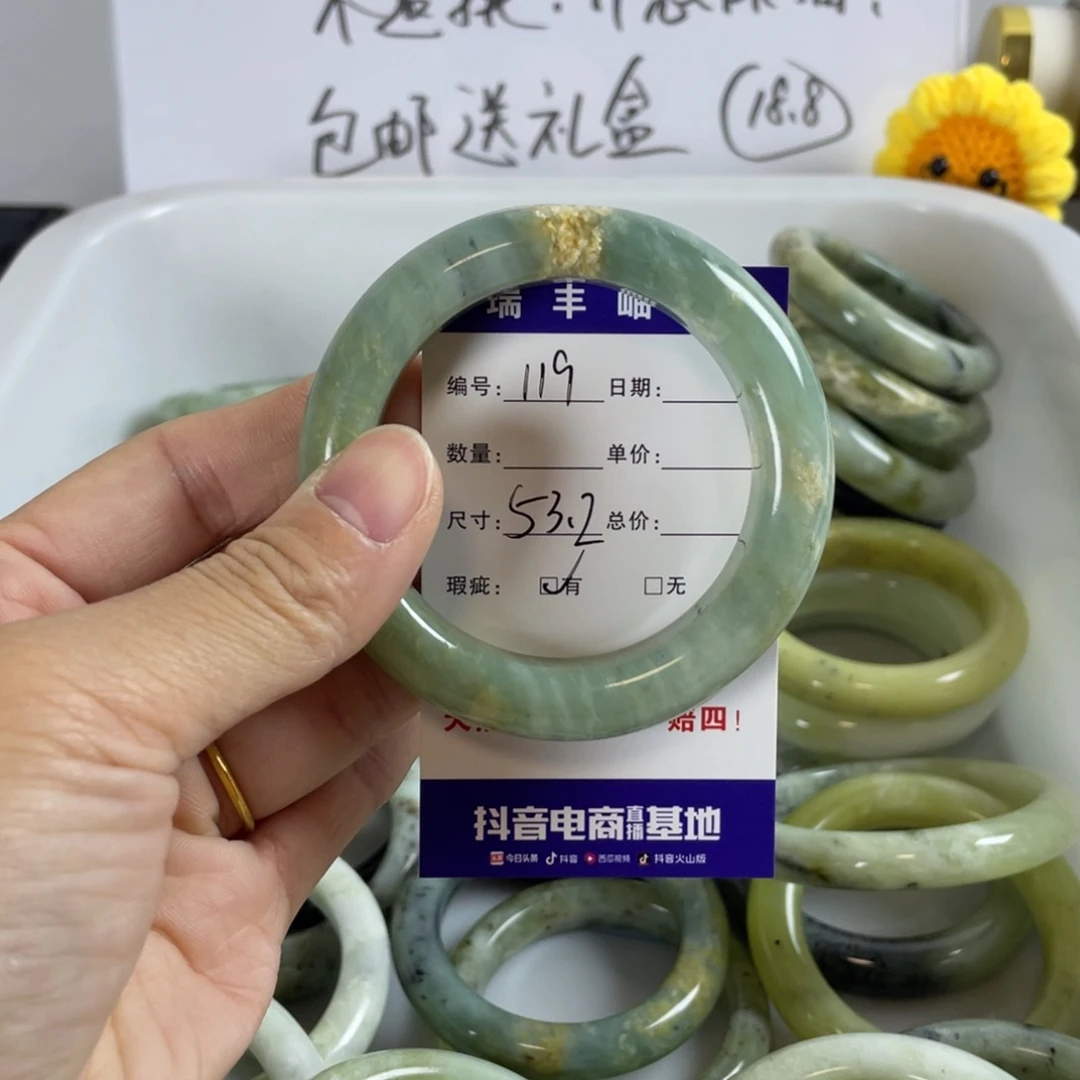 包邮送礼盒 (18.8)
瑞丰
编号: 119 日期:
数量: 单价:
尺寸: 53.2 总价:
瑕疵: ☑有 □无
赔四!
抖音电商直播基地
今日头条 抖音 西瓜视频 抖音火山版